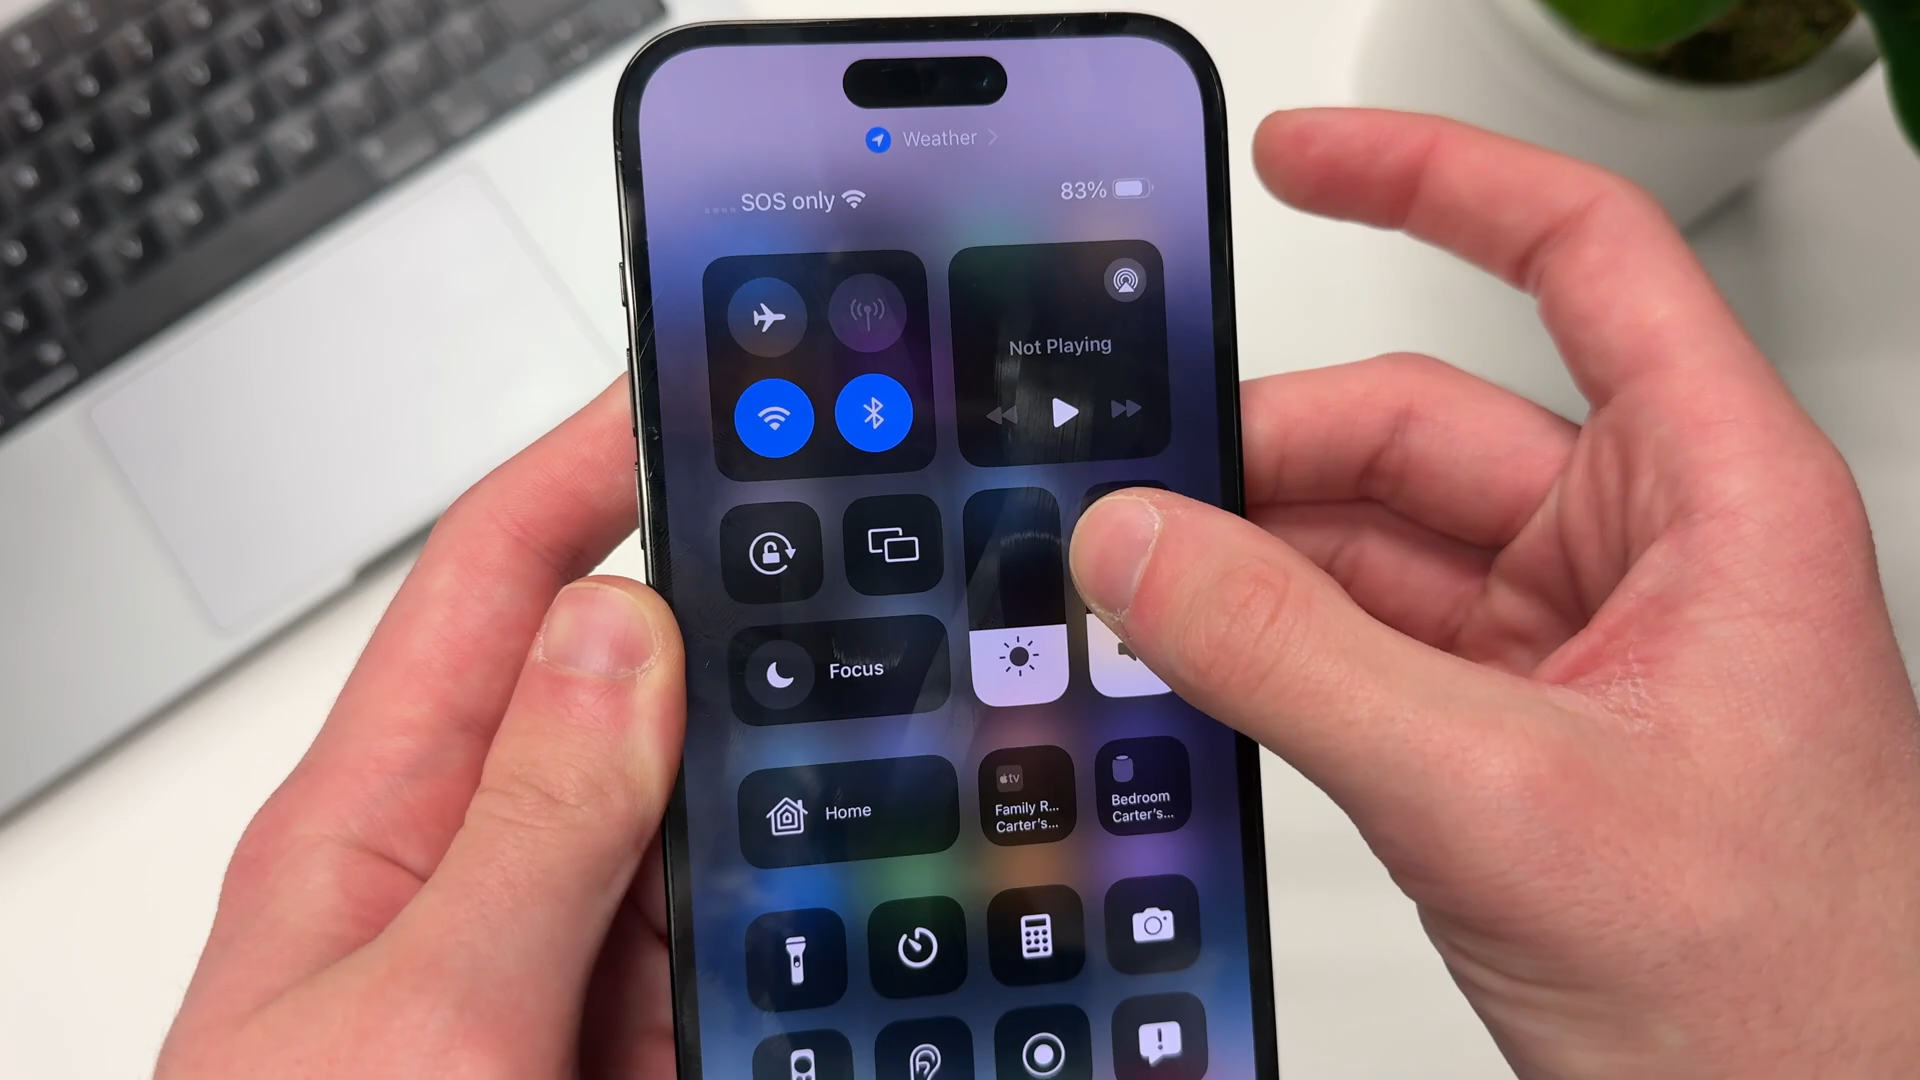 Weather
SOS only
83%
Not Playing
Focus
Home
tv
Family R...
Carter's...
Bedroom
Carter's...